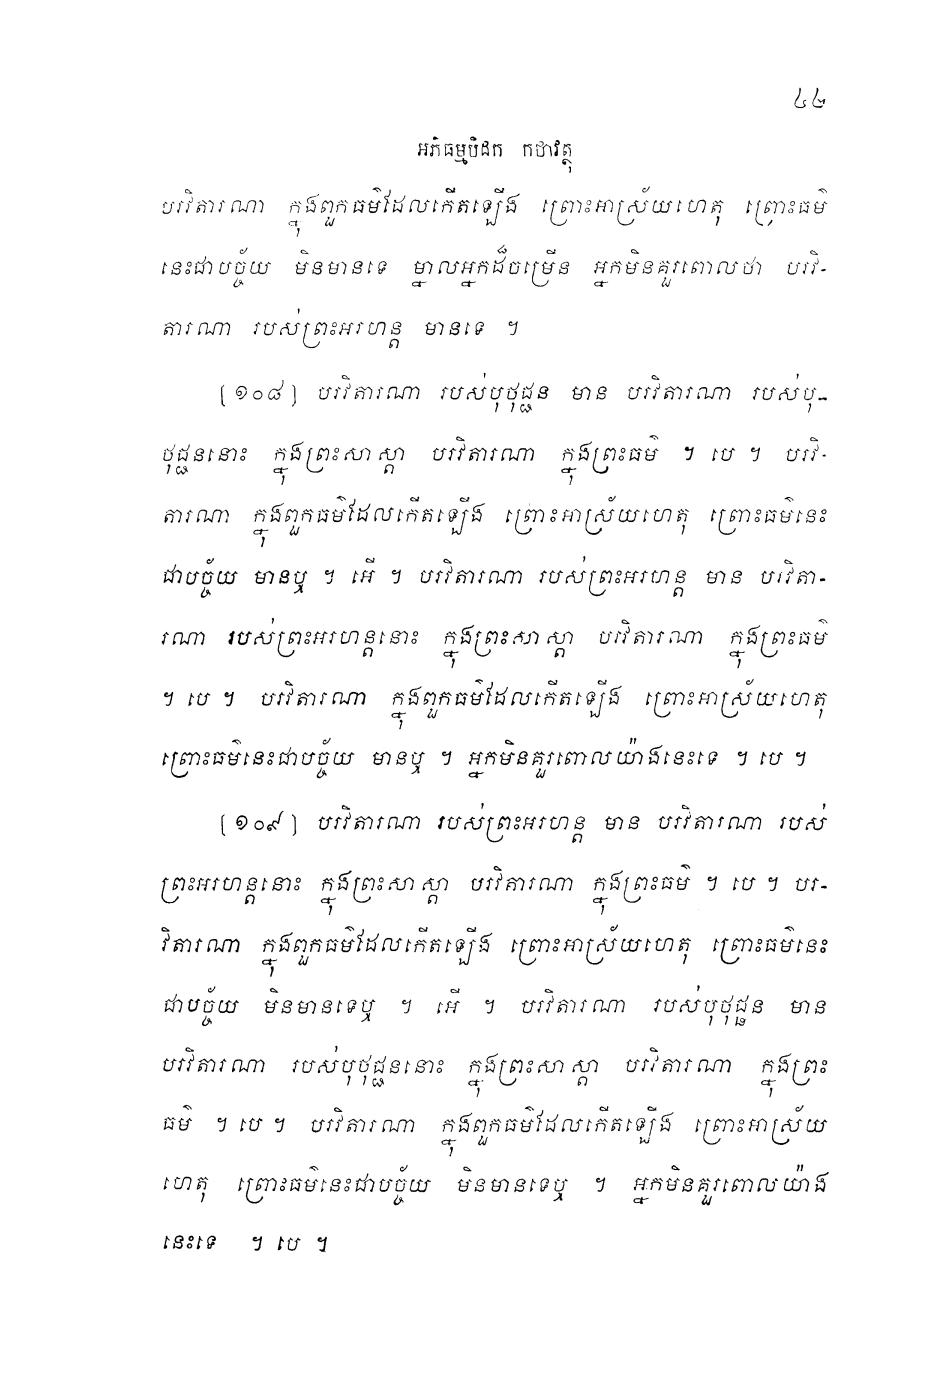 ៤២
អភិធម្មបិដក កថាវត្ថុ
បរវិតារណា ក្នុងពួកធម៌ដែលកើតឡើង ព្រោះអាស្រ័យហេតុ ព្រោះធម៌
នេះជាបច្ច័យ មិនមានទេ ម្នាលអ្នកដ៏ចម្រើន អ្នកមិនគួរពោលថា បរវិ-
តារណា របស់ព្រះអរហន្ត មានទេ ។
[១០៨] បរវិតារណា របស់បុថុជ្ជន មាន បរវិតារណា របស់បុ-
ថុជ្ជននោះ ក្នុងព្រះសាស្តា បរវិតារណា ក្នុងព្រះធម៌ ។ បេ ។ បរវិ-
តារណា ក្នុងពួកធម៌ដែលកើតឡើង ព្រោះអាស្រ័យហេតុ ព្រោះធម៌នេះ
ជាបច្ច័យ មានឬ ។ អើ ។ បរវិតារណា របស់ព្រះអរហន្ត មាន បរវិតា-
រណា របស់ព្រះអរហន្តនោះ ក្នុងព្រះសាស្តា បរវិតារណា ក្នុងព្រះធម៌
។ បេ ។ បរវិតារណា ក្នុងពួកធម៌ដែលកើតឡើង ព្រោះអាស្រ័យហេតុ
ព្រោះធម៌នេះជាបច្ច័យ មានឬ ។ អ្នកមិនគួរពោលយ៉ាងនេះទេ ។ បេ ។
[១០៩] បរវិតារណា របស់ព្រះអរហន្ត មាន បរវិតារណា របស់
ព្រះអរហន្តនោះ ក្នុងព្រះសាស្តា បរវិតារណា ក្នុងព្រះធម៌ ។ បេ ។ បរ-
វិតារណា ក្នុងពួកធម៌ដែលកើតឡើង ព្រោះអាស្រ័យហេតុ ព្រោះធម៌នេះ
ជាបច្ច័យ មិនមានទេឬ ។ អើ ។ បរវិតារណា របស់បុថុជ្ជន មាន
បរវិតារណា របស់បុថុជ្ជននោះ ក្នុងព្រះសាស្តា បរវិតារណា ក្នុងព្រះ
ធម៌ ។ បេ ។ បរវិតារណា ក្នុងពួកធម៌ដែលកើតឡើង ព្រោះអាស្រ័យ
ហេតុ ព្រោះធម៌នេះជាបច្ច័យ មិនមានទេឬ ។ អ្នកមិនគួរពោលយ៉ាង
នេះទេ ។ បេ ។